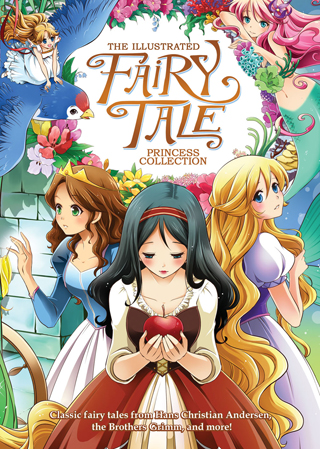 THE ILLUSTRATED
FAIRY
TALE
PRINCESS
COLLECTION
Classic fairy tales from Hans Christian Andersen,
the Brothers Grimm, and more!